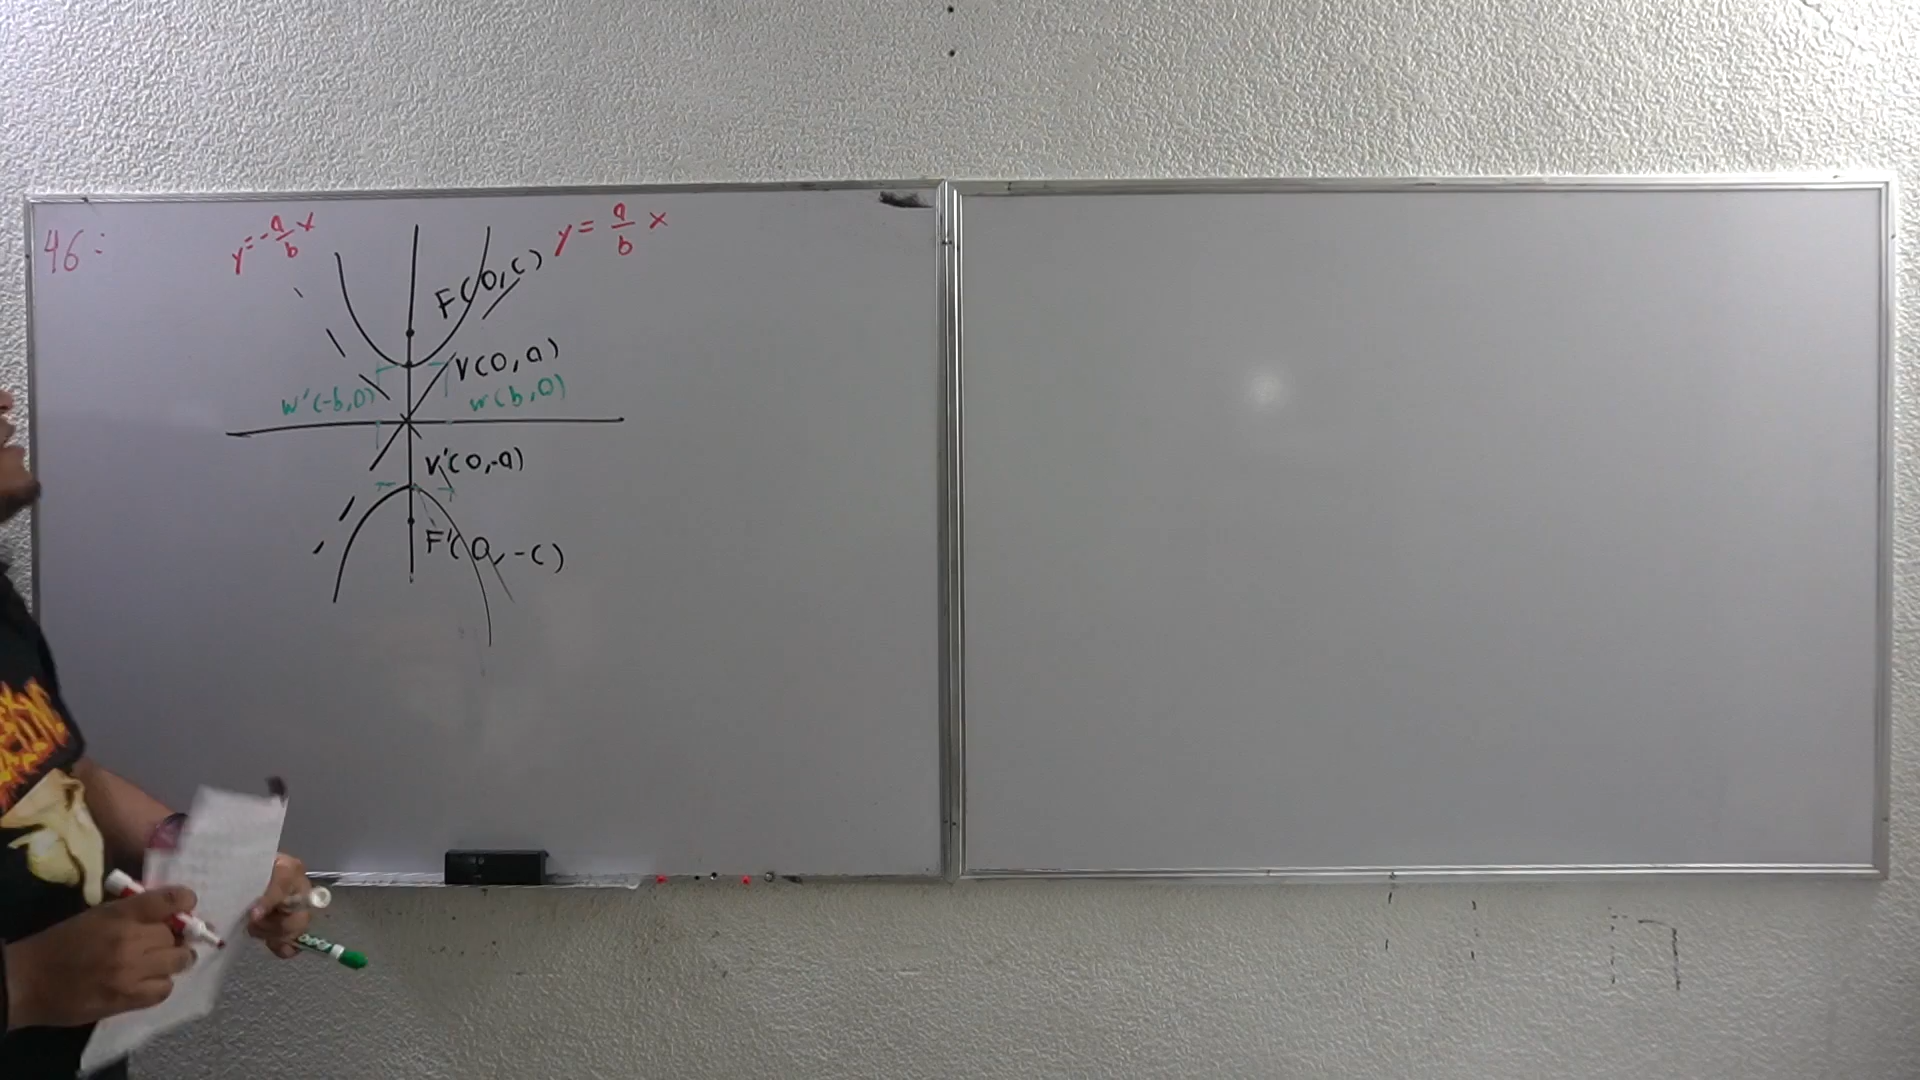 46:
y=-a/b x
y = a/b x
F(0,c)
V(0,a)
W'(-b,0)
W(b,0)
V'(0,-a)
F'(0,-c)